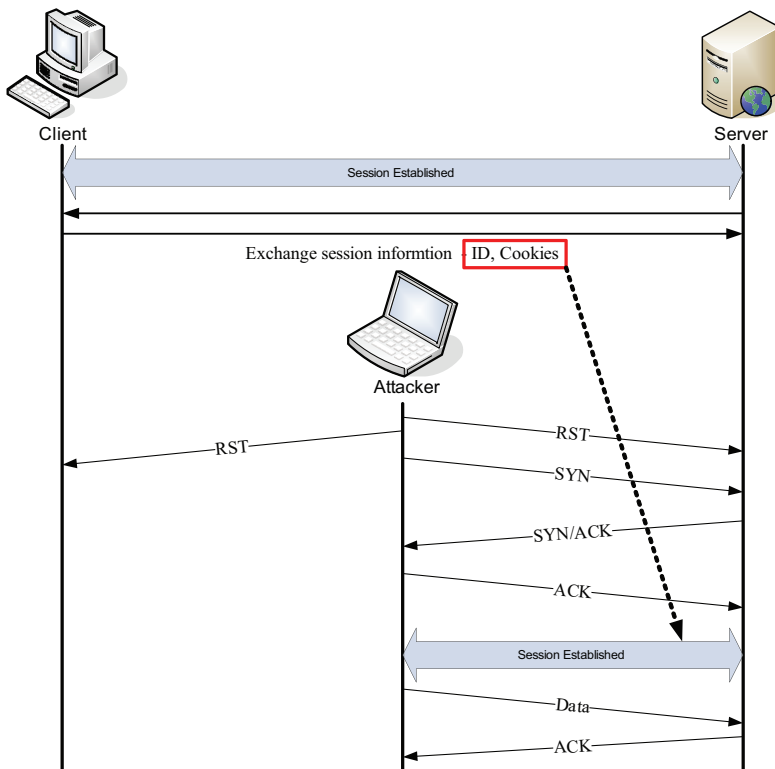 Client
Server
Session Established
Exchange session informtion - ID, Cookies
Attacker
RST
RST
SYN
SYN/ACK
ACK
Session Established
Data
ACK